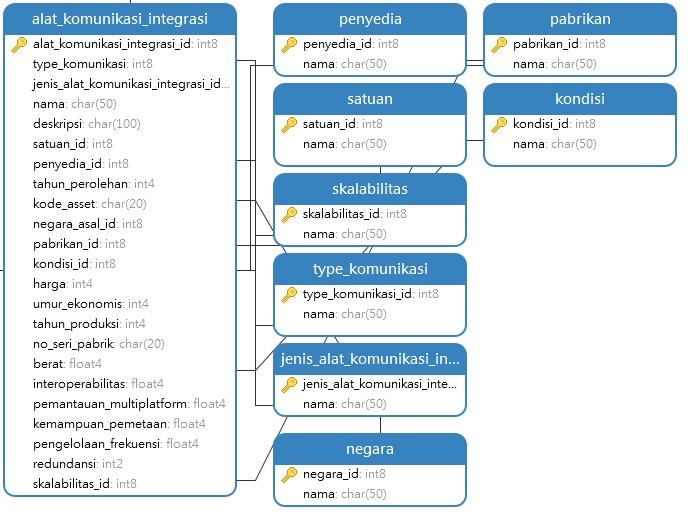 alat_komunikasi_integrasi
alat_komunikasi_integrasi_id: int8
type_komunikasi: int8
jenis_alat_komunikasi_integrasi_id...
nama: char(50)
deskripsi: char(100)
satuan_id: int8
penyedia_id: int8
tahun_perolehan: int4
kode_asset: char(20)
negara_asal_id: int8
pabrikan_id: int8
kondisi_id: int8
harga: int4
umur_ekonomis: int4
tahun_produksi: int4
no_seri_pabrik: char(20)
berat: float4
interoperabilitas: float4
pemantauan_multiplatform: float4
kemampuan_pemetaan: float4
pengelolaan_frekuensi: float4
redundansi: int2
skalabilitas_id: int8
penyedia
penyedia_id: int8
nama: char(50)
pabrikan
pabrikan_id: int8
nama: char(50)
satuan
satuan_id: int8
nama: char(50)
kondisi
kondisi_id: int8
nama: char(50)
skalabilitas
skalabilitas_id: int8
nama: char(50)
type_komunikasi
type_komunikasi_id: int8
nama: char(50)
jenis_alat_komunikasi_in...
jenis_alat_komunikasi_inte...
nama: char(50)
negara
negara_id: int8
nama: char(50)